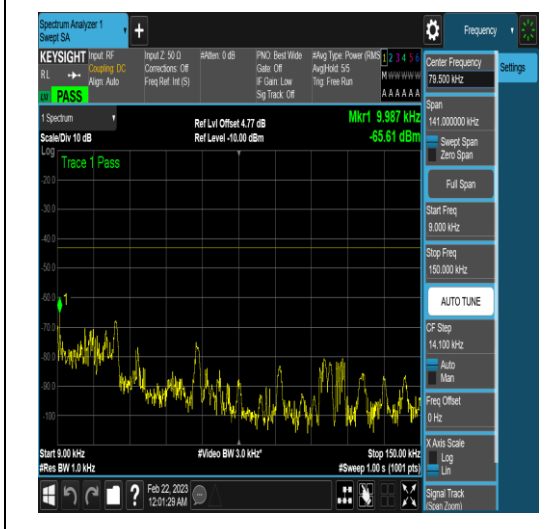 Spectrum Analyzer 1
Swept SA
+
Frequency
KEYSIGHT
Input: RF
Coupling: DC
Align: Auto
Input Z: 50 Ω
Corrections: Off
Freq Ref: Int (S)
#Atten: 0 dB
PNO: Best Wide
Gate: Off
IF Gain: Low
Sig Track: Off
#Avg Type: Power (RMS)
Avg|Hold: 5/5
Trig: Free Run
1 2 3 4 5 6
M W W W W W
A A A A A A
RL
PASS
1 Spectrum
Scale/Div 10 dB
Ref Lvl Offset 4.77 dB
Ref Level -10.00 dBm
Mkr1 9.987 kHz
-65.61 dBm
Log
Trace 1 Pass
-20.0
-30.0
-40.0
-50.0
-60.0
1
-70.0
-80.0
-90.0
-100
Start 9.00 kHz
#Res BW 1.0 kHz
#Video BW 3.0 kHz*
Stop 150.00 kHz
#Sweep 1.00 s (1001 pts)
?
Feb 22, 2023
12:01:29 AM
Center Frequency
79.500 kHz
Settings
Span
141.000000 kHz
Swept Span
Zero Span
Full Span
Start Freq
9.000 kHz
Stop Freq
150.000 kHz
AUTO TUNE
CF Step
14.100 kHz
Auto
Man
Freq Offset
0 Hz
X Axis Scale
Log
Lin
Signal Track
(Span Zoom)